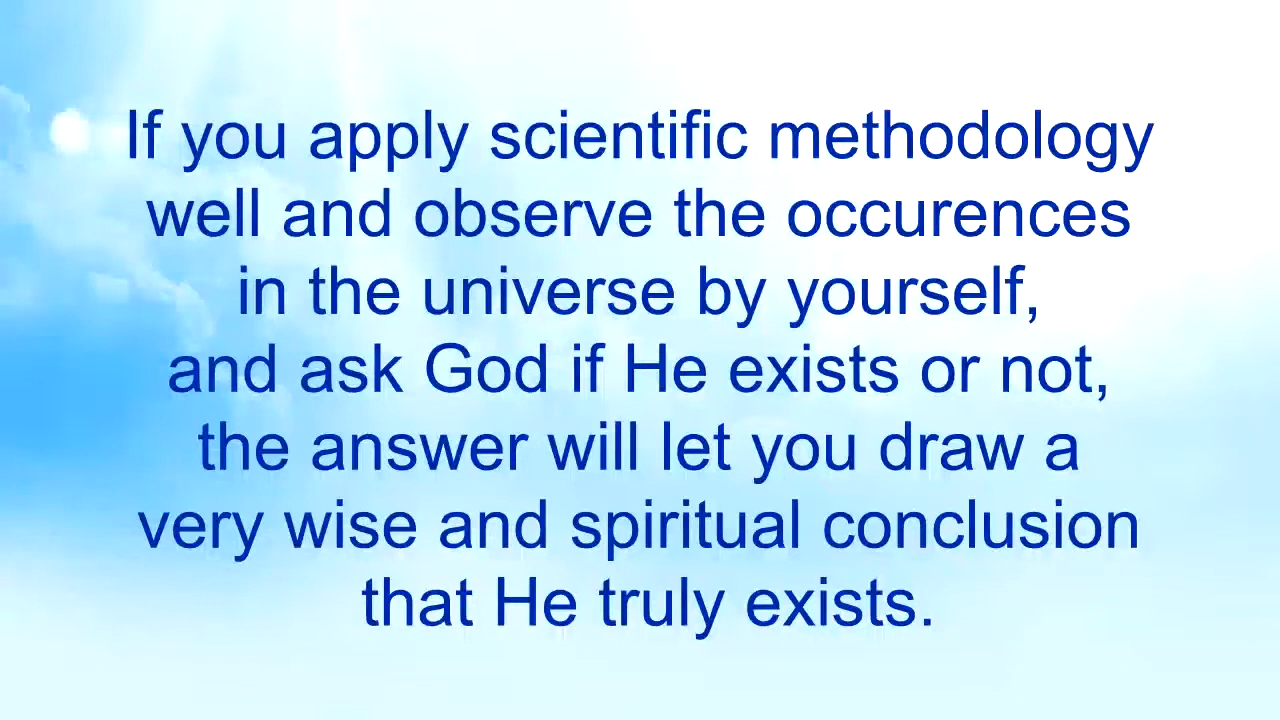 If you apply scientific methodology
well and observe the occurences
in the universe by yourself,
and ask God if He exists or not,
the answer will let you draw a
very wise and spiritual conclusion
that He truly exists.